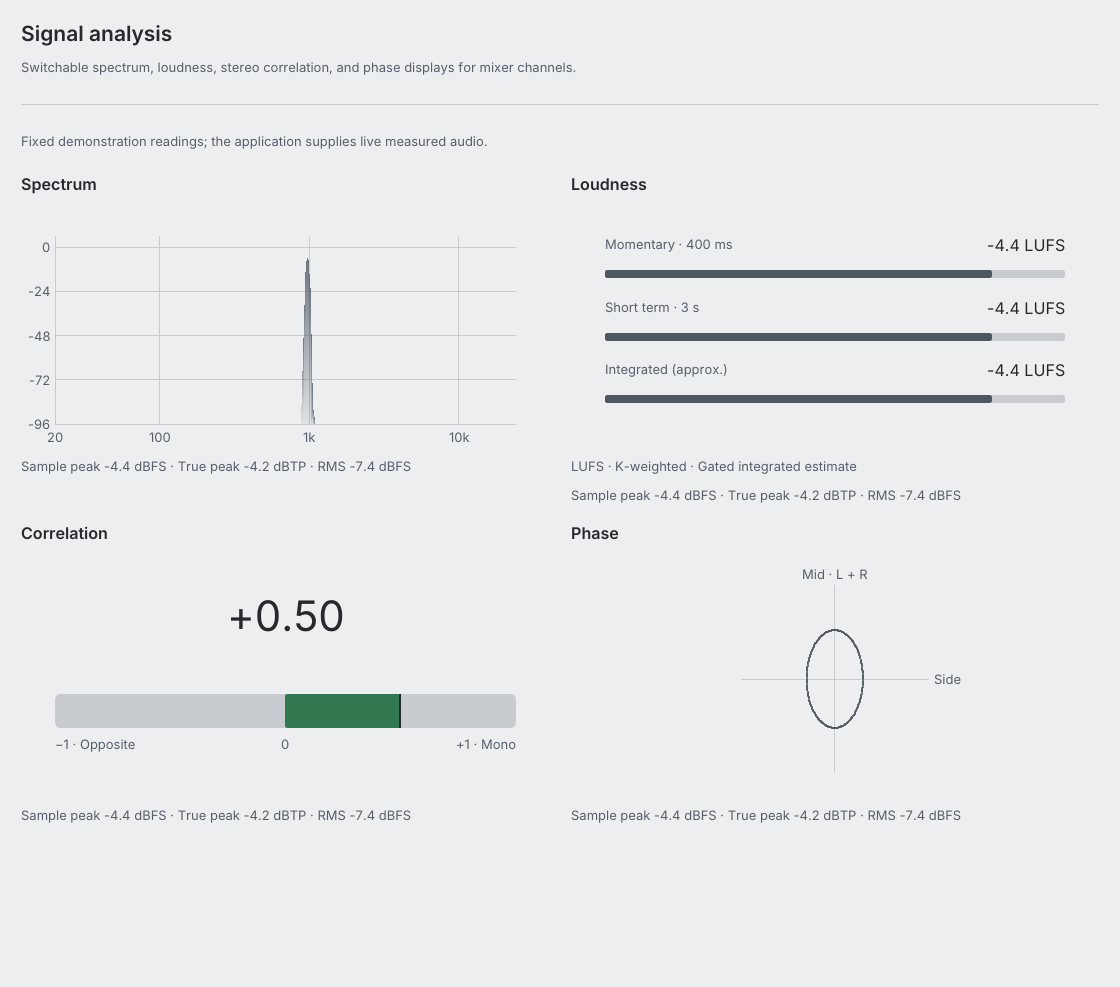 Signal analysis
Switchable spectrum, loudness, stereo correlation, and phase displays for mixer channels.
Fixed demonstration readings; the application supplies live measured audio.
Spectrum
0
-24
-48
-72
-96
20 100 1k 10k
Sample peak -4.4 dBFS · True peak -4.2 dBTP · RMS -7.4 dBFS
Loudness
Momentary · 400 ms -4.4 LUFS
Short term · 3 s -4.4 LUFS
Integrated (approx.) -4.4 LUFS
LUFS · K-weighted · Gated integrated estimate
Sample peak -4.4 dBFS · True peak -4.2 dBTP · RMS -7.4 dBFS
Correlation
+0.50
−1 · Opposite 0 +1 · Mono
Sample peak -4.4 dBFS · True peak -4.2 dBTP · RMS -7.4 dBFS
Phase
Mid · L + R
Side
Sample peak -4.4 dBFS · True peak -4.2 dBTP · RMS -7.4 dBFS